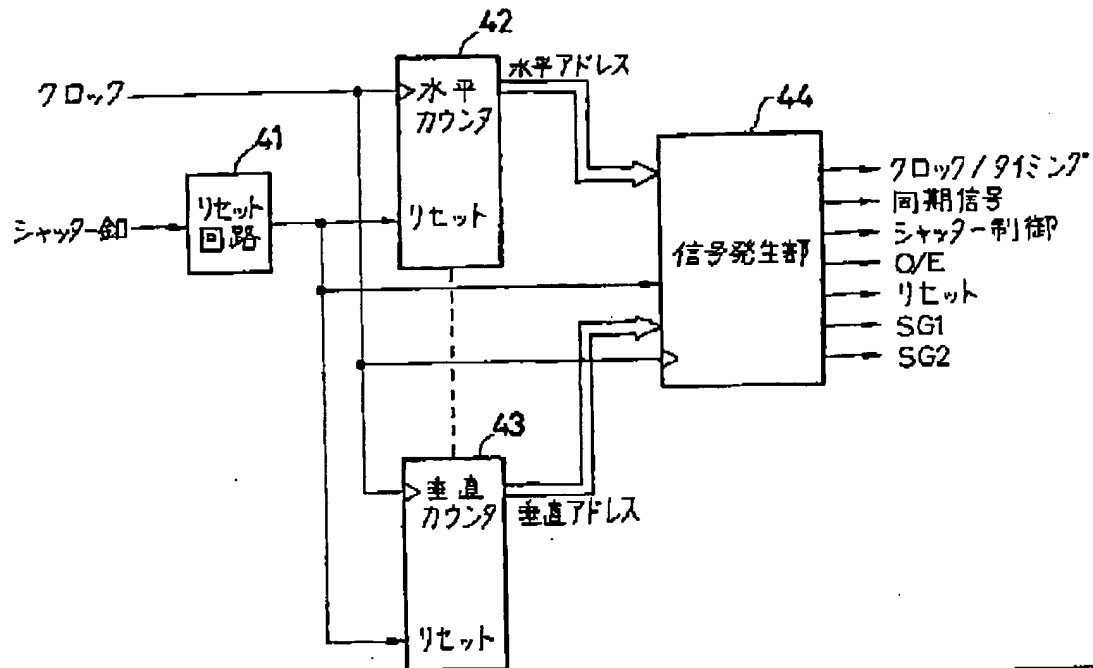 42
水平アドレス
クロック
水平
カウンタ
リセット
41
リセット
回路
シャッター釦
44
信号発生部
クロック/タイミング
同期信号
シャッター制御
O/E
リセット
SG1
SG2
43
垂直
カウンタ
垂直アドレス
リセット